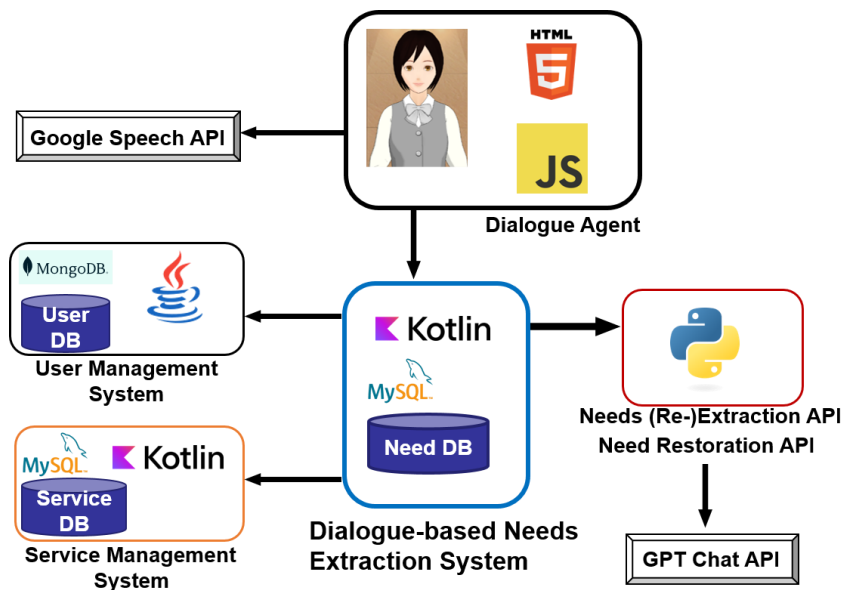 HTML
5
JS
Google Speech API
Dialogue Agent
MongoDB.
User
DB
User Management
System
Kotlin
MySQL™
Need DB
Dialogue-based Needs
Extraction System
Needs (Re-)Extraction API
Need Restoration API
MySQL™
Kotlin
Service
DB
Service Management
System
GPT Chat API